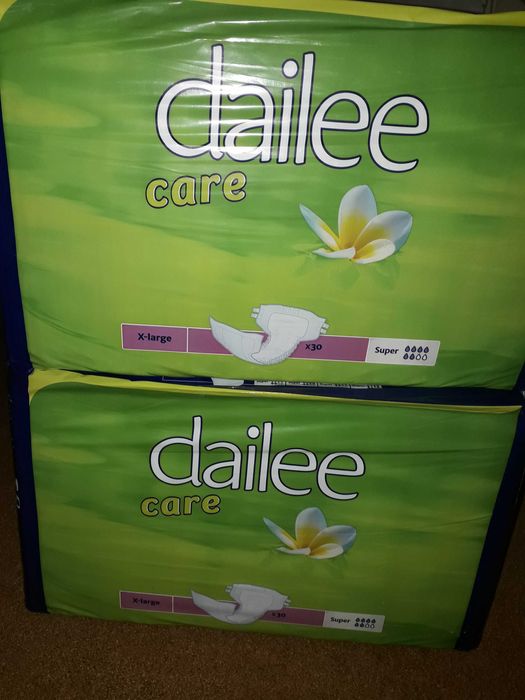 dailee
care
X-large
x30
Super
dailee
care
X-large
x30
Super